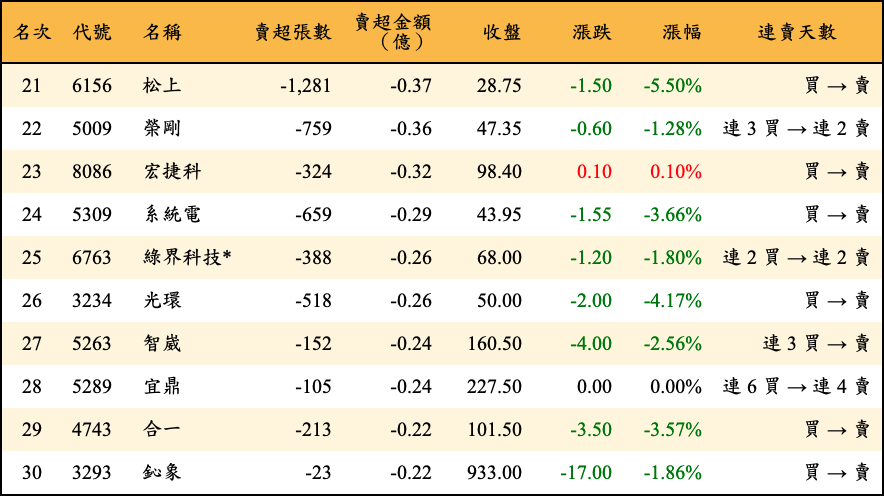 名次 代號 名稱 賣超張數 賣超金額（億） 收盤 漲跌 漲幅 連賣天數
21 6156 松上 -1,281 -0.37 28.75 -1.50 -5.50% 買 → 賣
22 5009 榮剛 -759 -0.36 47.35 -0.60 -1.28% 連 3 買 → 連 2 賣
23 8086 宏捷科 -324 -0.32 98.40 0.10 0.10% 買 → 賣
24 5309 系統電 -659 -0.29 43.95 -1.55 -3.66% 買 → 賣
25 6763 綠界科技* -388 -0.26 68.00 -1.20 -1.80% 連 2 買 → 連 2 賣
26 3234 光環 -518 -0.26 50.00 -2.00 -4.17% 買 → 賣
27 5263 智崴 -152 -0.24 160.50 -4.00 -2.56% 連 3 買 → 賣
28 5289 宜鼎 -105 -0.24 227.50 0.00 0.00% 連 6 買 → 連 4 賣
29 4743 合一 -213 -0.22 101.50 -3.50 -3.57% 買 → 賣
30 3293 鈊象 -23 -0.22 933.00 -17.00 -1.86% 買 → 賣